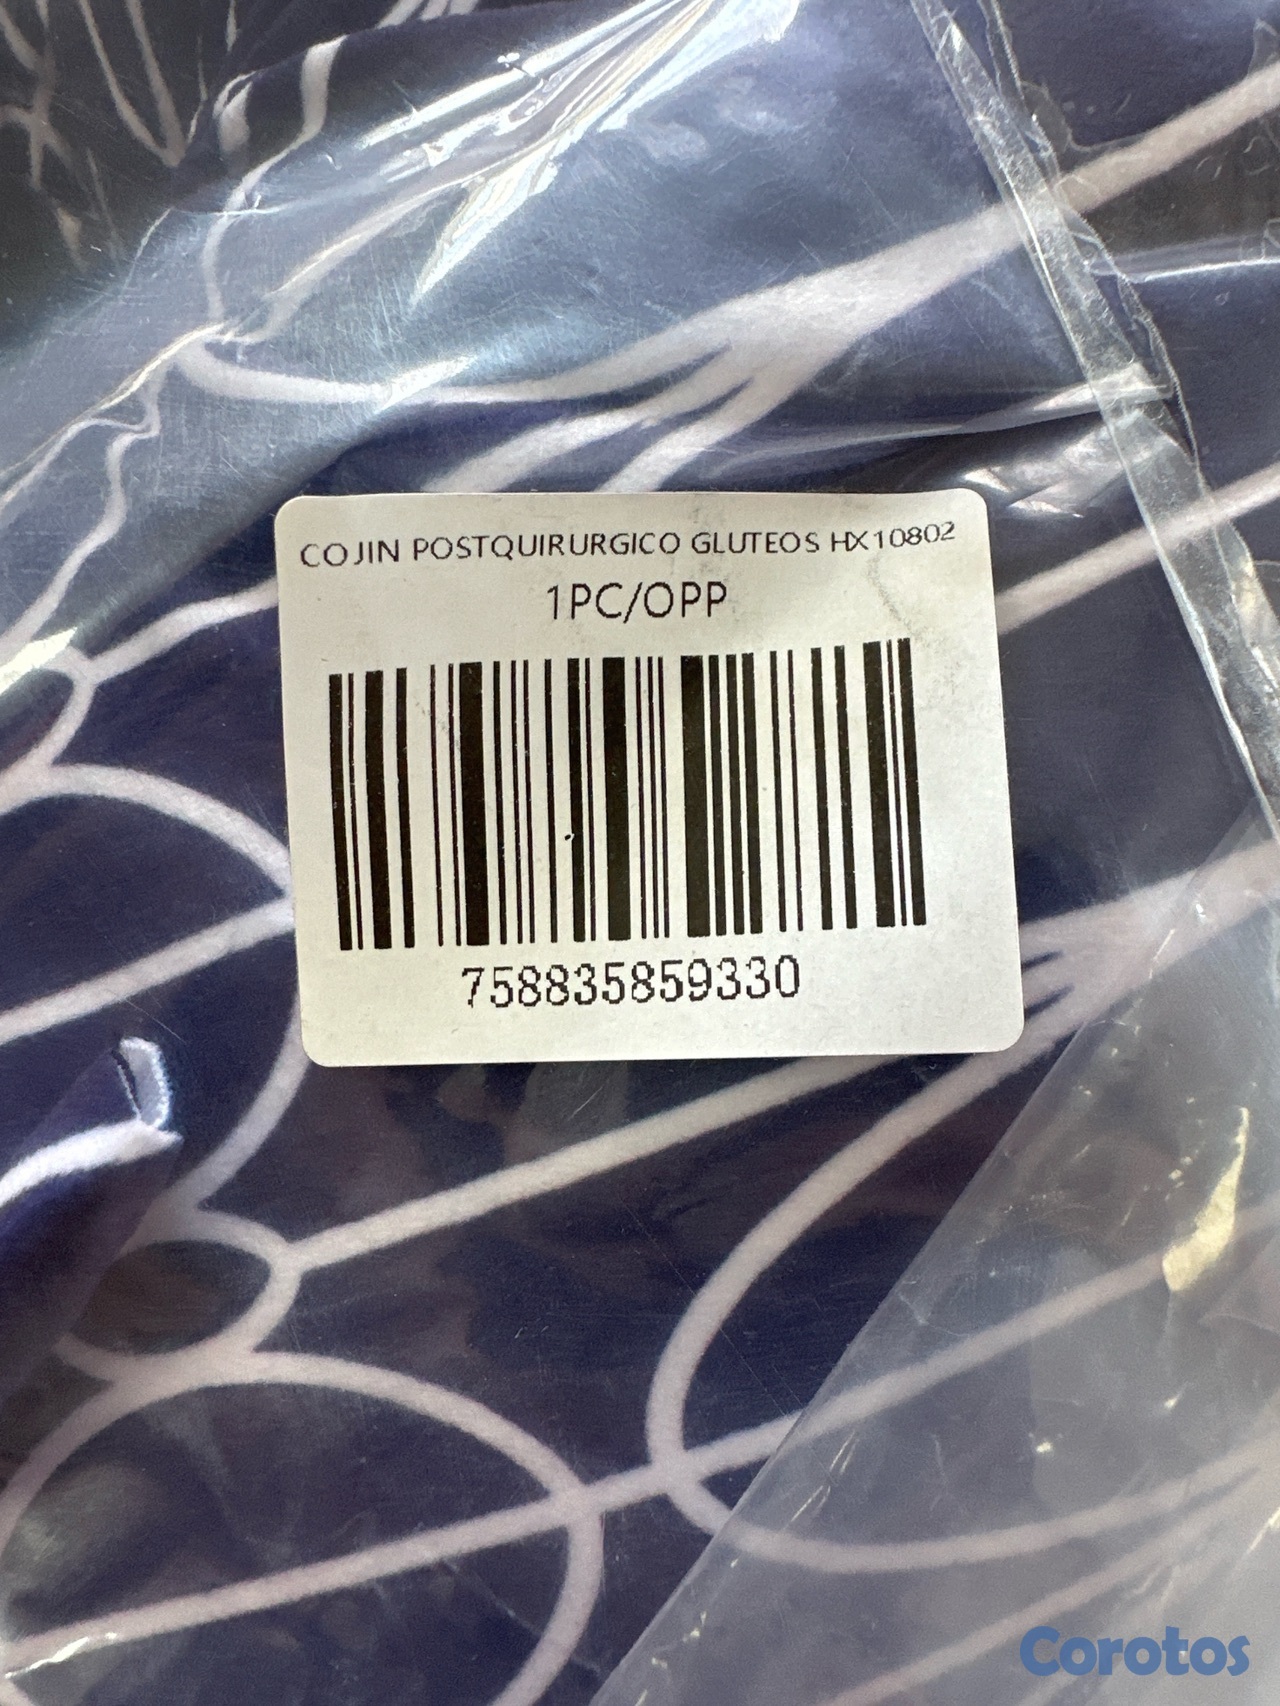 COJIN POSTQUIRURGICO GLUTEOS HX10802
1PC/OPP
758835859330
Corotos